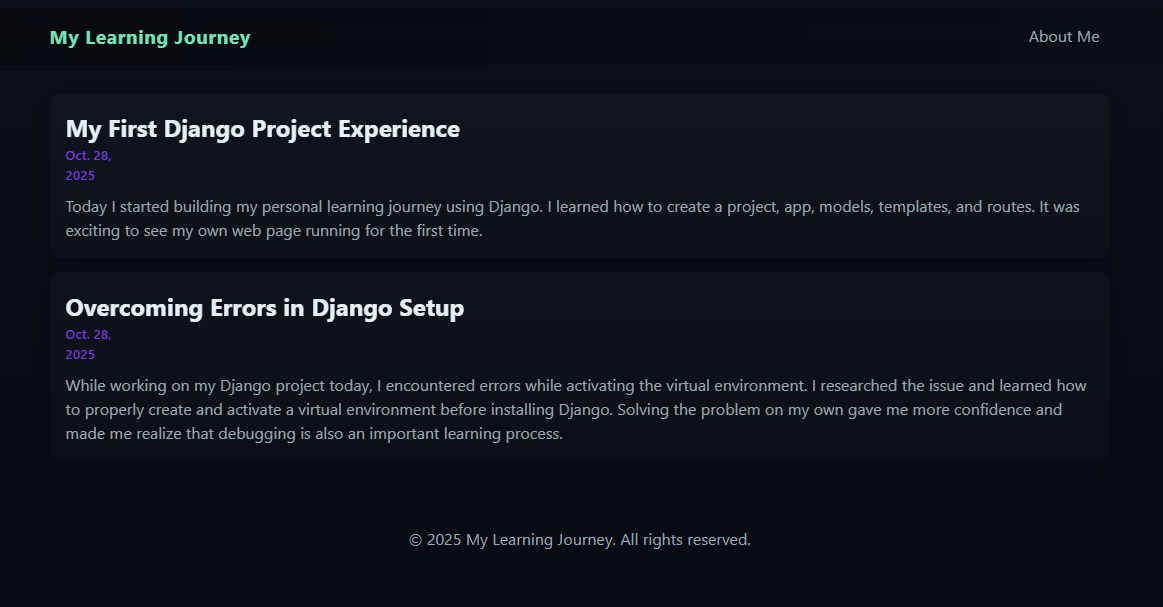 My Learning Journey
About Me
My First Django Project Experience
Oct. 28,
2025
Today I started building my personal learning journey using Django. I learned how to create a project, app, models, templates, and routes. It was
exciting to see my own web page running for the first time.
Overcoming Errors in Django Setup
Oct. 28,
2025
While working on my Django project today, I encountered errors while activating the virtual environment. I researched the issue and learned how
to properly create and activate a virtual environment before installing Django. Solving the problem on my own gave me more confidence and
made me realize that debugging is also an important learning process.
© 2025 My Learning Journey. All rights reserved.